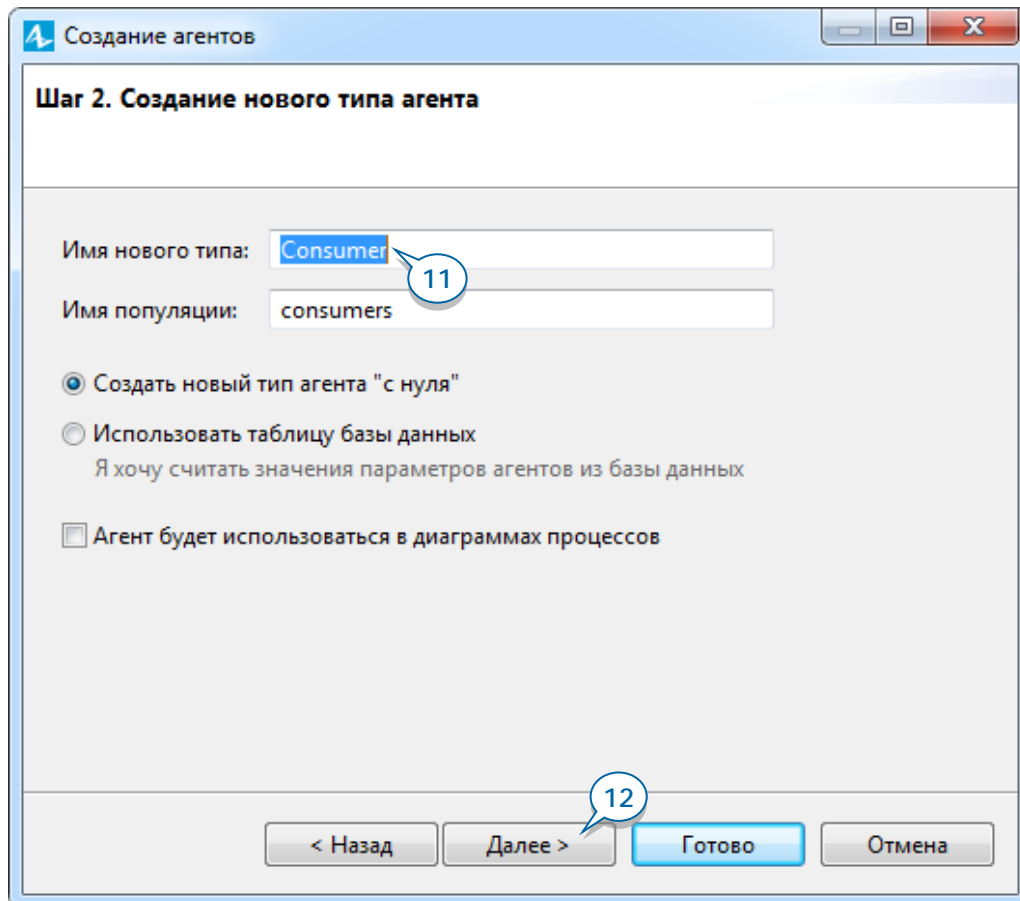 Создание агентов
Шаг 2. Создание нового типа агента
Имя нового типа: Consumer
11
Имя популяции: consumers
Создать новый тип агента "с нуля"
Использовать таблицу базы данных
Я хочу считать значения параметров агентов из базы данных
Агент будет использоваться в диаграммах процессов
12
< Назад Далее > Готово Отмена